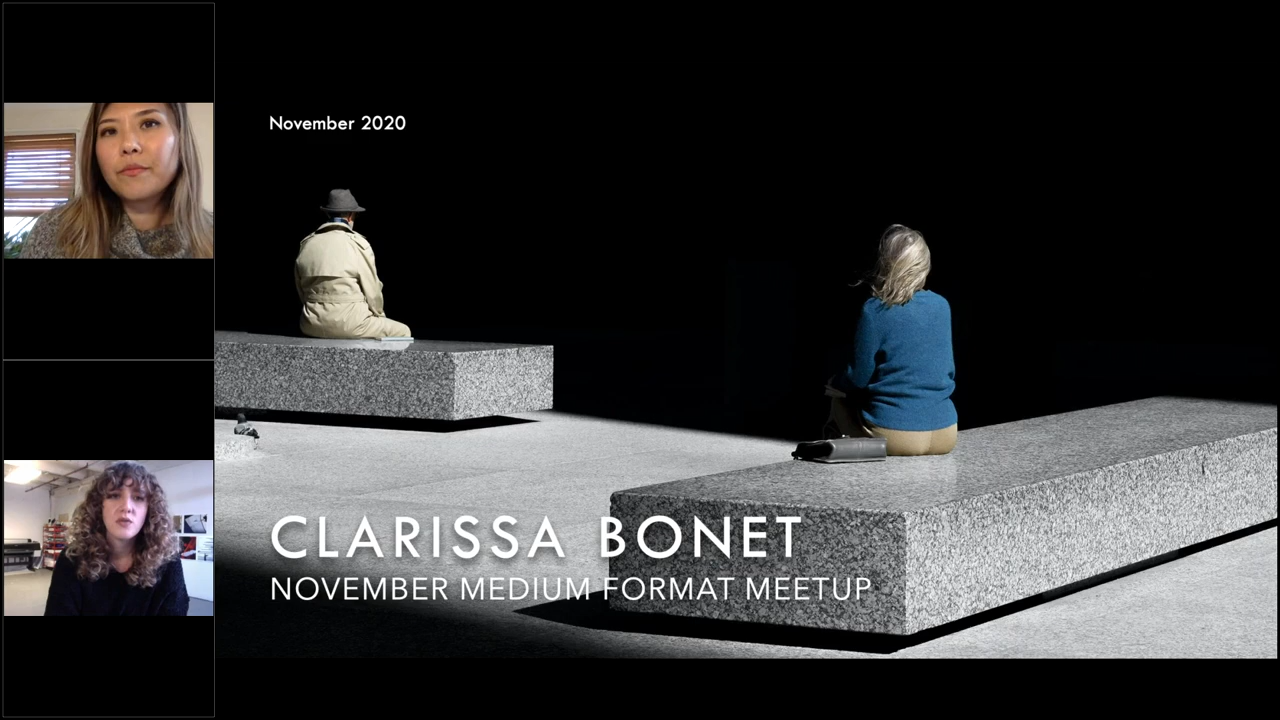 November 2020
CLARISSA BONET
NOVEMBER MEDIUM FORMAT MEETUP